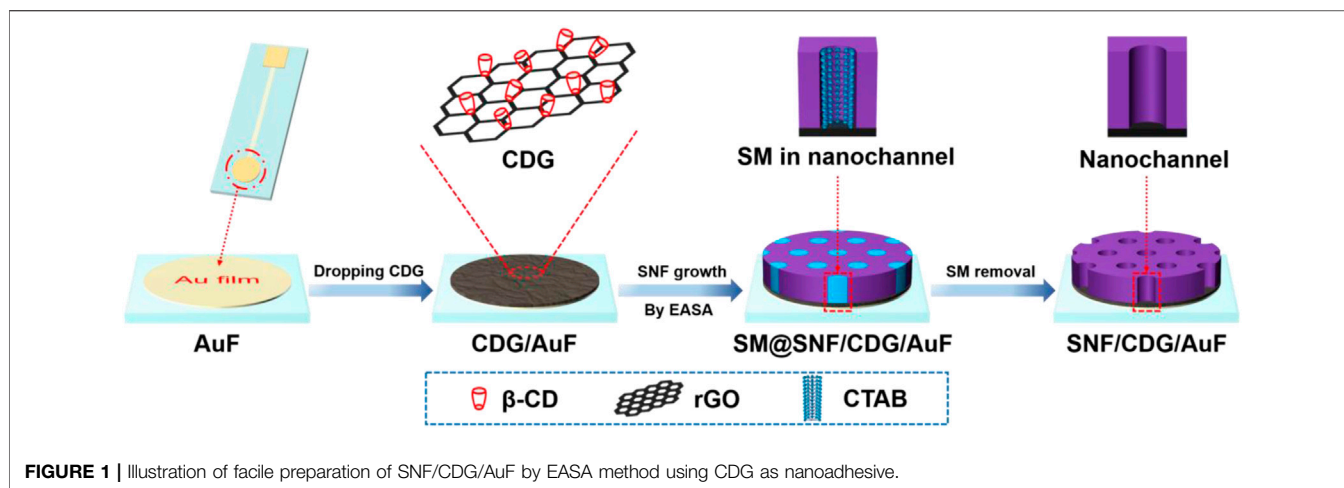 CDG
SM in nanochannel
Nanochannel
Au film
Dropping CDG
SNF growth
By EASA
SM removal
AuF
CDG/AuF
SM@SNF/CDG/AuF
SNF/CDG/AuF
β-CD
rGO
CTAB
FIGURE 1 | Illustration of facile preparation of SNF/CDG/AuF by EASA method using CDG as nanoadhesive.